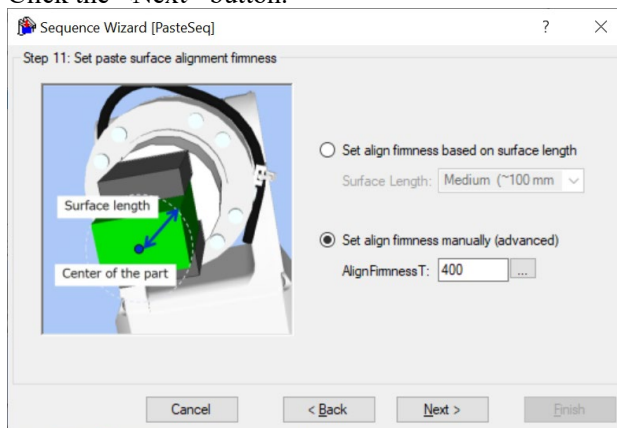 Sequence Wizard [PasteSeq]
?
Step 11: Set paste surface alignment firmness
Surface length
Center of the part
Set align firmness based on surface length
Surface Length: Medium (~100 mm
Set align firmness manually (advanced)
AlignFirmnessT: 400 ...
Cancel < Back Next > Finish